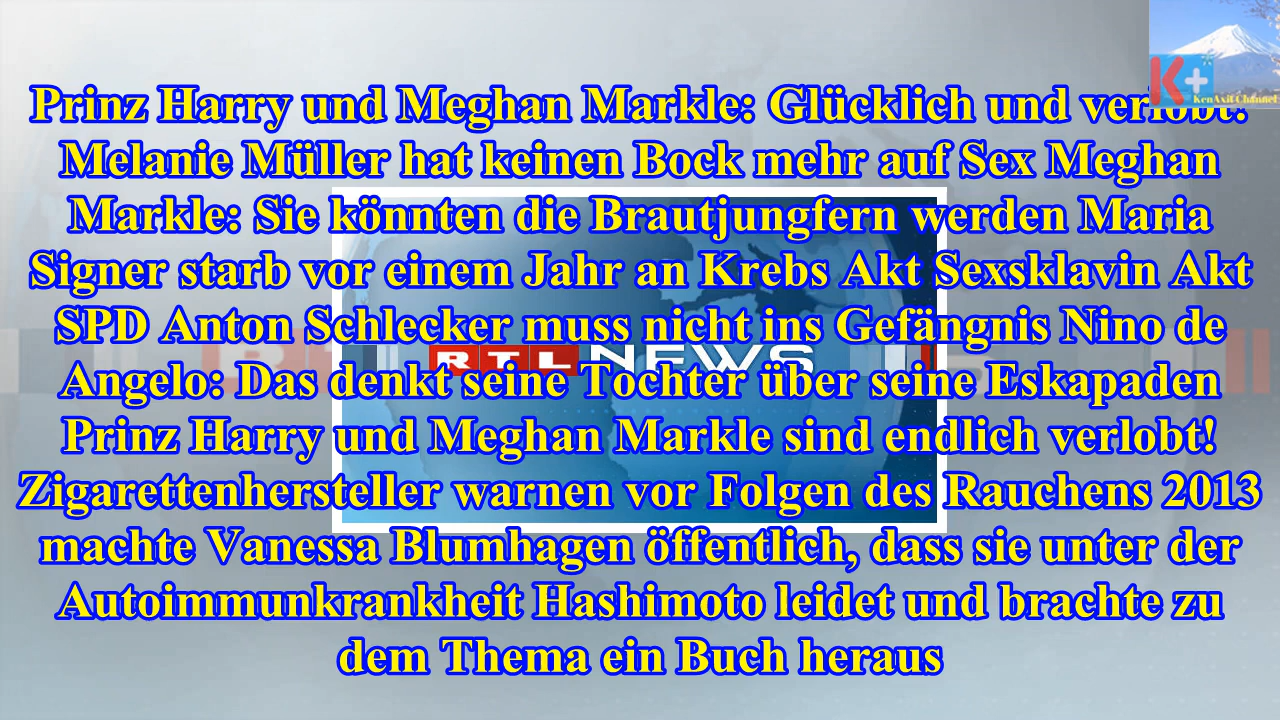 Prinz Harry und Meghan Markle: Glücklich und verlobt!
Melanie Müller hat keinen Bock mehr auf Sex Meghan
Markle: Sie könnten die Brautjungfern werden Maria
Signer starb vor einem Jahr an Krebs Akt Sexsklavin Akt
SPD Anton Schlecker muss nicht ins Gefängnis Nino de
Angelo: Das denkt seine Tochter über seine Eskapaden
Prinz Harry und Meghan Markle sind endlich verlobt!
Zigarettenhersteller warnen vor Folgen des Rauchens 2013
machte Vanessa Blumhagen öffentlich, dass sie unter der
Autoimmunkrankheit Hashimoto leidet und brachte zu
dem Thema ein Buch heraus
K+
KenAxit Channel
RTL NEWS